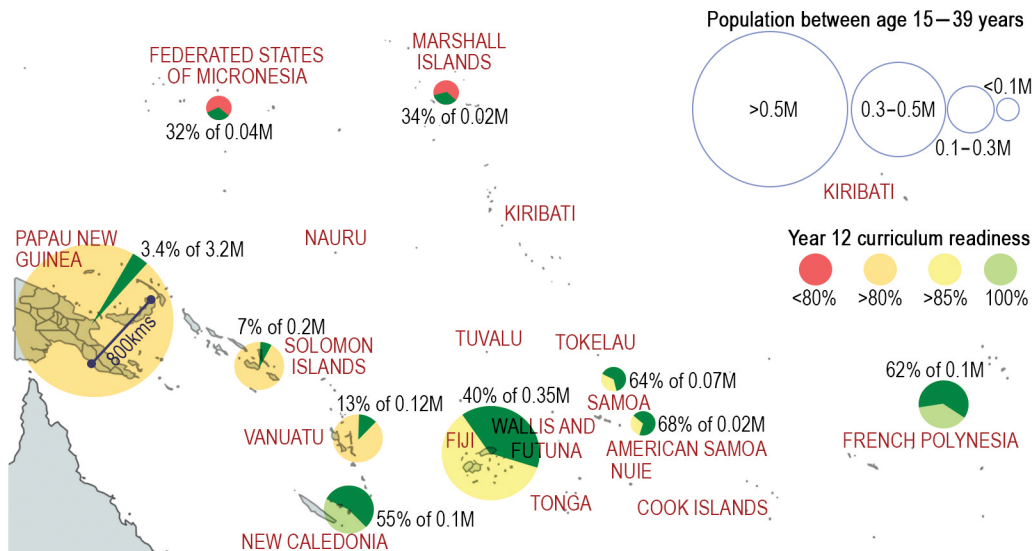 Population between age 15–39 years
>0.5M
0.3–0.5M
<0.1M
0.1–0.3M
FEDERATED STATES
OF MICRONESIA
32% of 0.04M
MARSHALL
ISLANDS
34% of 0.02M
KIRIBATI
KIRIBATI
PAPAU NEW
GUINEA
3.4% of 3.2M
800kms
NAURU
Year 12 curriculum readiness
<80%
>80%
>85%
100%
7% of 0.2M
SOLOMON
ISLANDS
TUVALU
TOKELAU
13% of 0.12M
VANUATU
40% of 0.35M
FIJI
WALLIS AND
FUTUNA
64% of 0.07M
SAMOA
68% of 0.02M
AMERICAN SAMOA
NUIE
62% of 0.1M
FRENCH POLYNESIA
55% of 0.1M
NEW CALEDONIA
TONGA
COOK ISLANDS